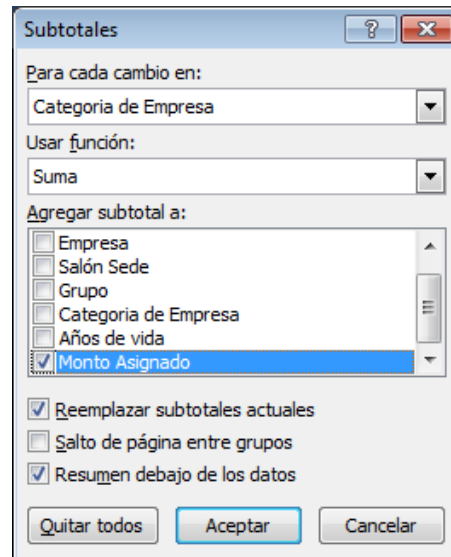 Subtotales
Para cada cambio en:
Categoria de Empresa
Usar función:
Suma
Agregar subtotal a:
Empresa
Salón Sede
Grupo
Categoria de Empresa
Años de vida
Monto Asignado
Reemplazar subtotales actuales
Salto de página entre grupos
Resumen debajo de los datos
Quitar todos Aceptar Cancelar